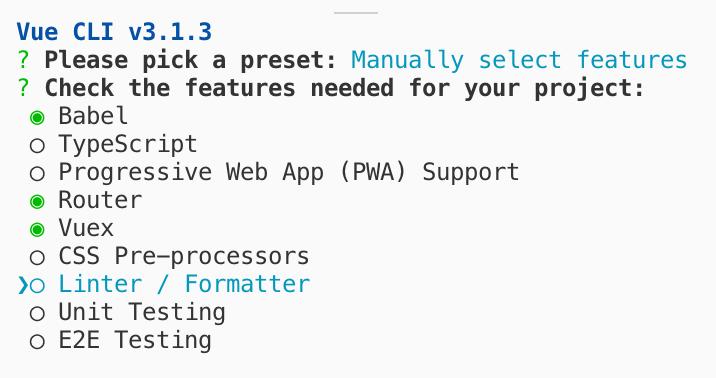 Vue CLI v3.1.3
? Please pick a preset: Manually select features
? Check the features needed for your project:
◉ Babel
◯ TypeScript
◯ Progressive Web App (PWA) Support
◉ Router
◉ Vuex
◯ CSS Pre-processors
❯◯ Linter / Formatter
◯ Unit Testing
◯ E2E Testing